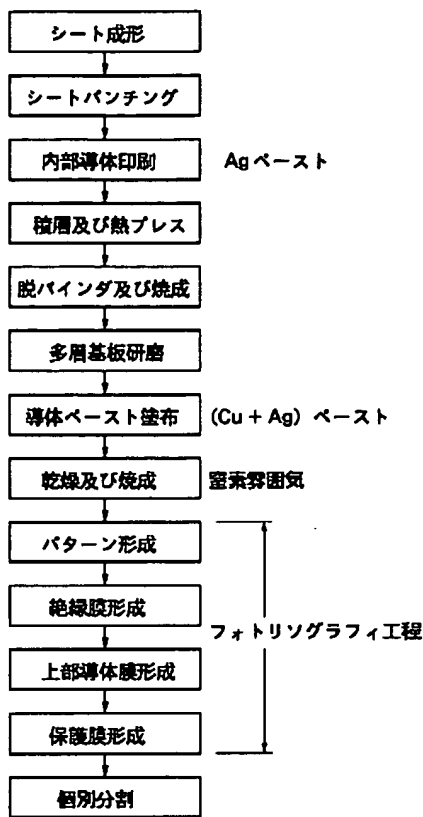 シート成形
シートパンチング
内部導体印刷 Agペースト
積層及び熱プレス
脱バインダ及び焼成
多層基板研磨
導体ペースト塗布 (Cu + Ag) ペースト
乾燥及び焼成 窒素雰囲気
パターン形成
絶縁膜形成
フォトリソグラフィ工程
上部導体膜形成
保護膜形成
個別分割